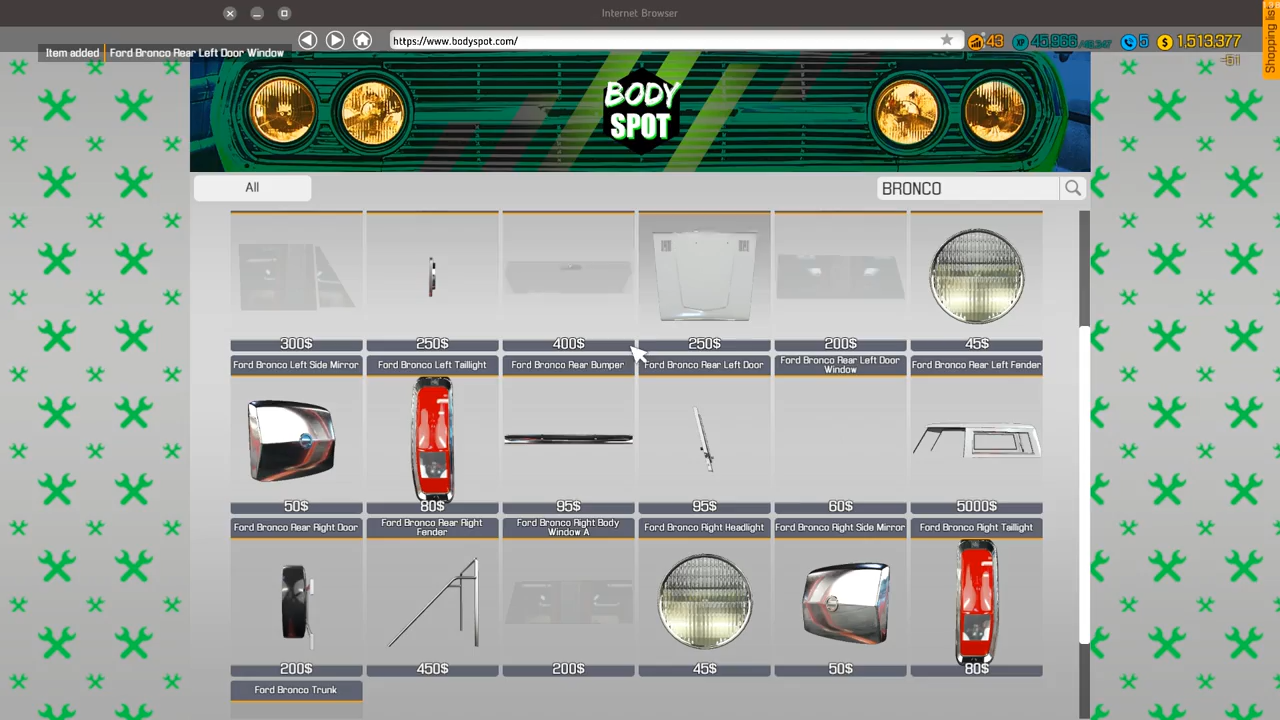 Internet Browser
https://www.bodyspot.com/
Item added Ford Bronco Rear Left Door Window
43 45,966 5 1,513,377
Shopping list
BODY
SPOT
All
BRONCO
300$ 250$ 400$ 250$ 200$ 45$
Ford Bronco Left Side Mirror
Ford Bronco Left Taillight
Ford Bronco Rear Bumper
Ford Bronco Rear Left Door
Ford Bronco Rear Left Door
Window
Ford Bronco Rear Left Fender
50$ 80$ 95$ 95$ 60$ 5000$
Ford Bronco Rear Right Door
Ford Bronco Rear Right
Fender
Ford Bronco Right Body
Window A
Ford Bronco Right Headlight
Ford Bronco Right Side Mirror
Ford Bronco Right Taillight
200$ 450$ 200$ 45$ 50$ 80$
Ford Bronco Trunk